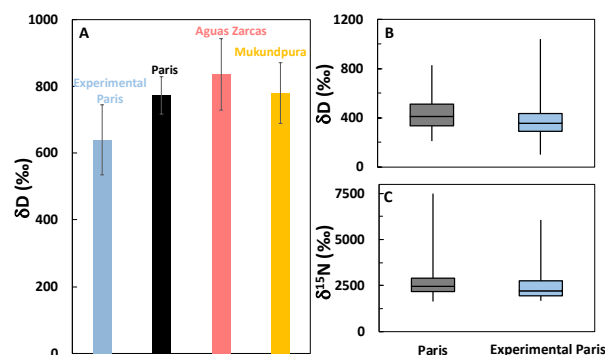 A
1000
800
600
400
200
0
δD (‰)
Experimental
Paris
Paris
Aguas Zarcas
Mukundpura
B
1200
800
400
0
δD (‰)
C
7500
5000
2500
0
δ15N (‰)
Paris
Experimental Paris